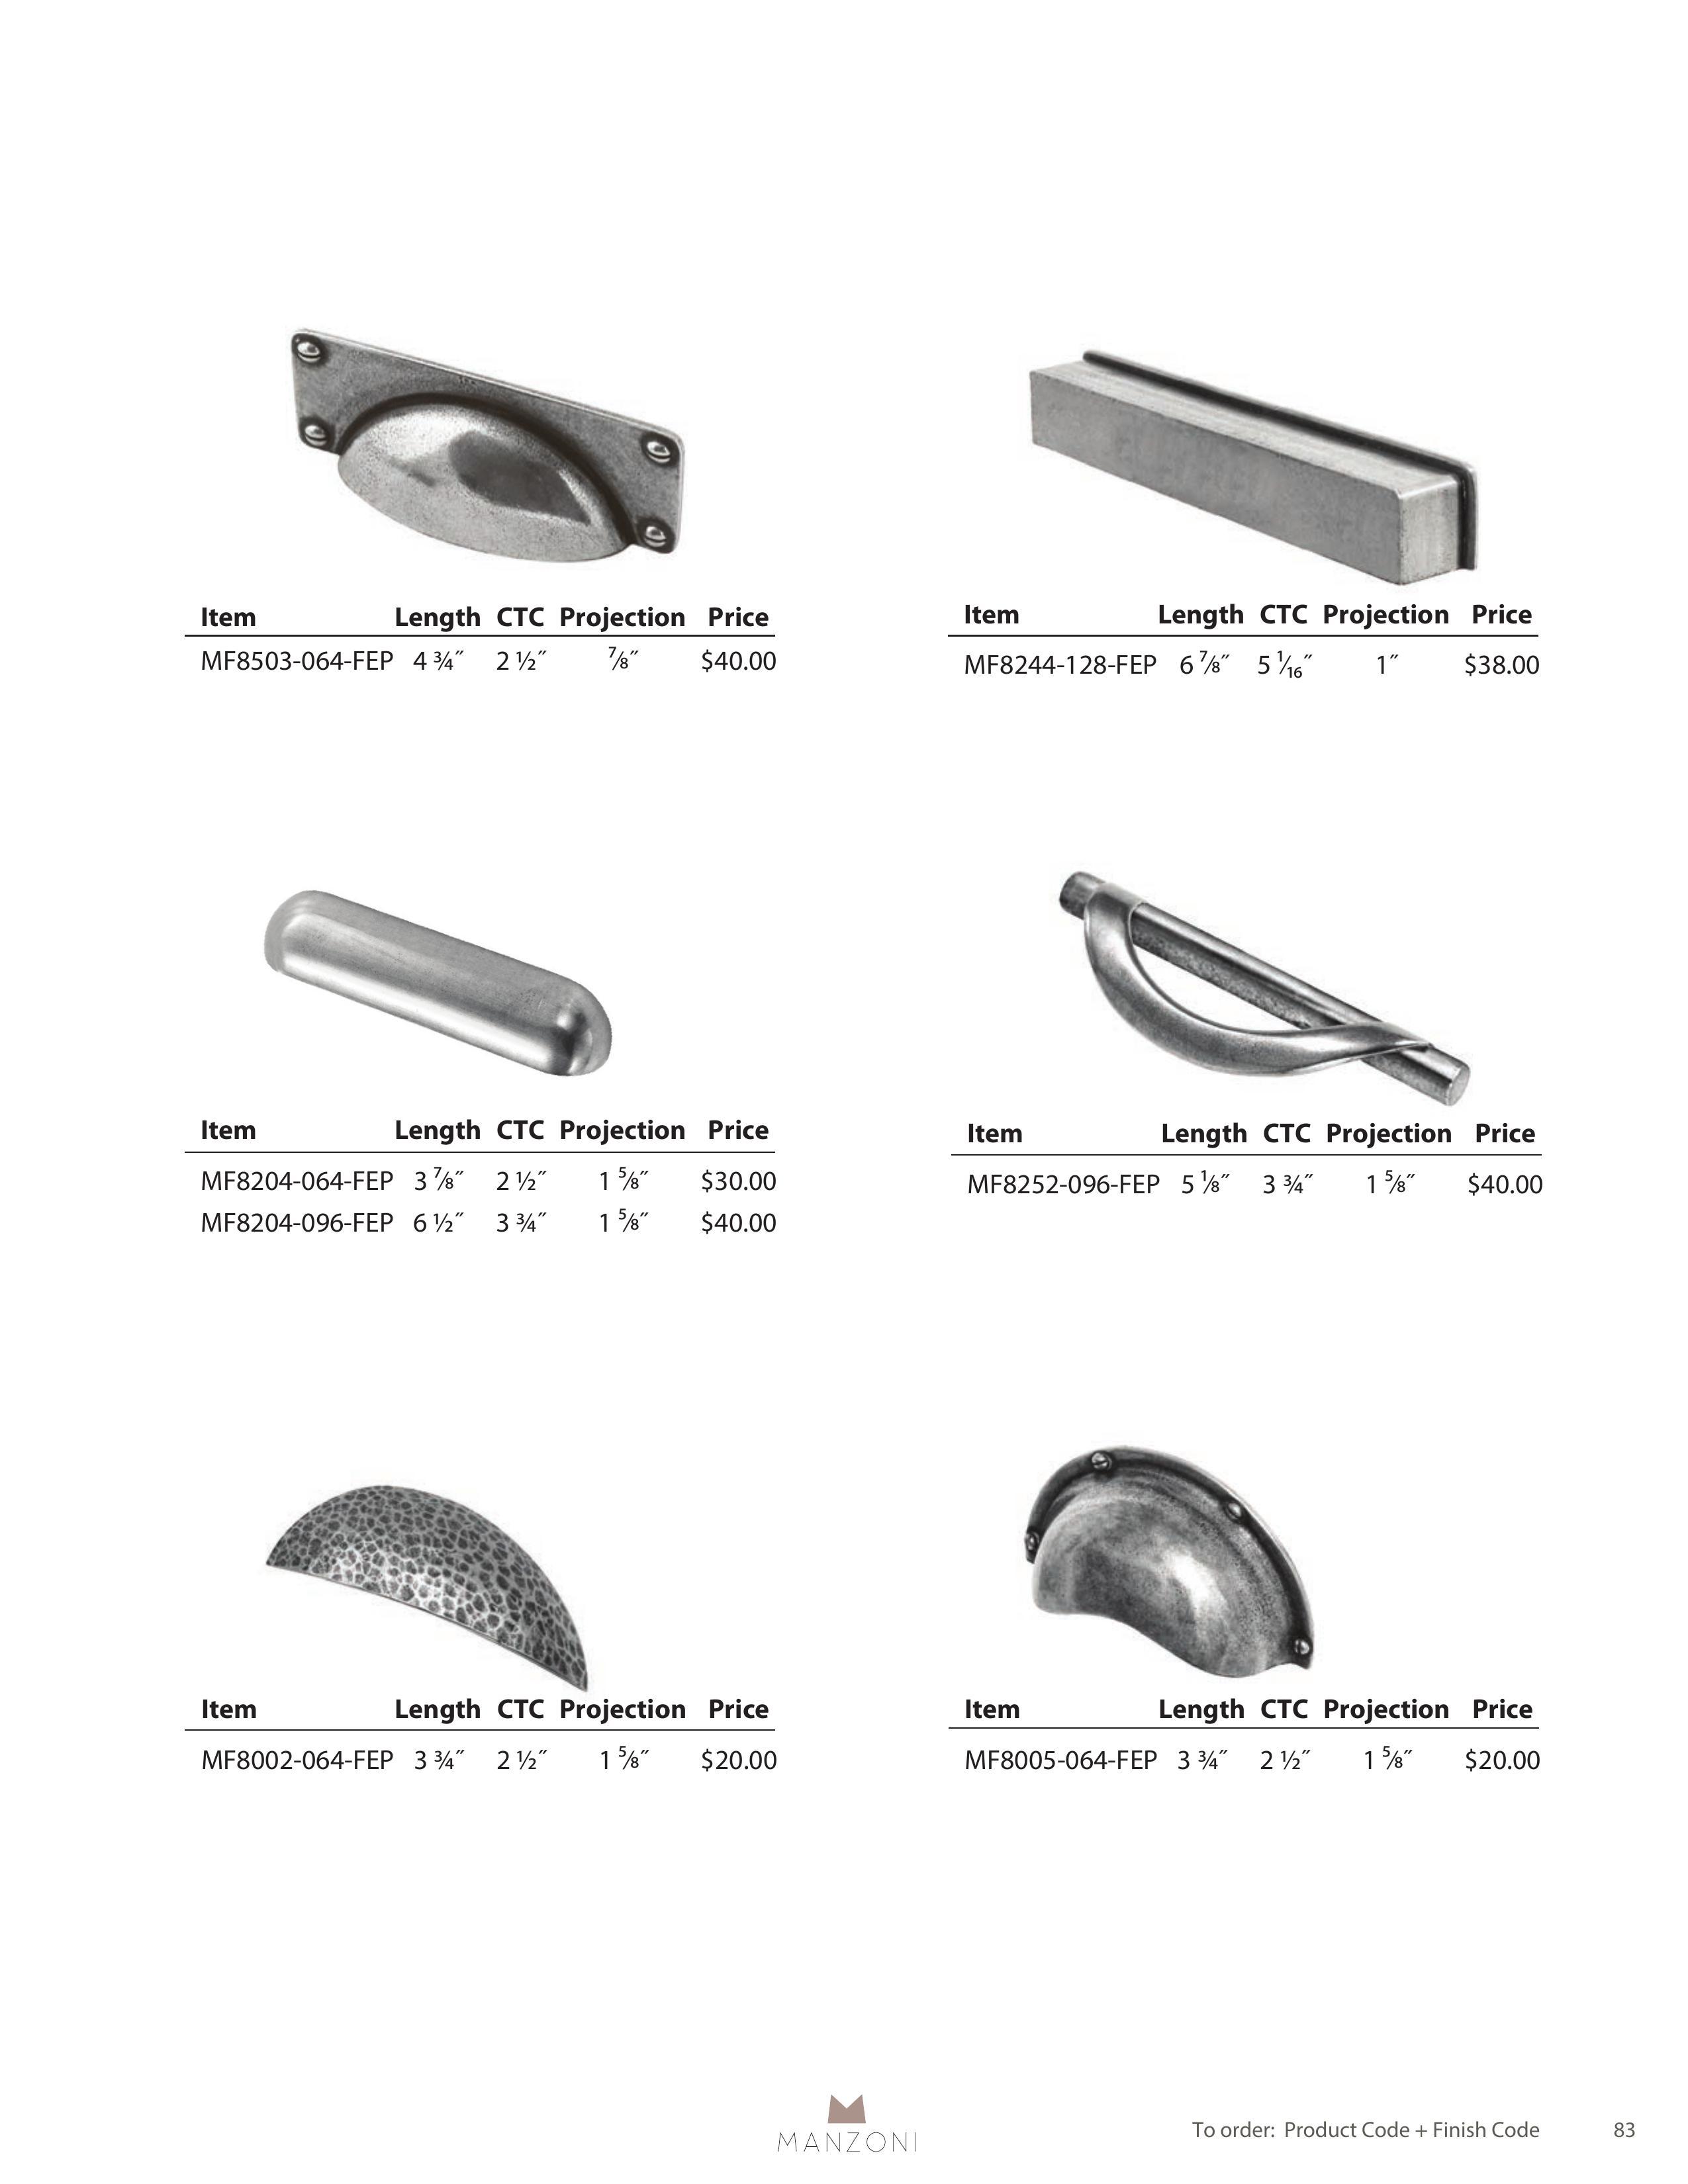 Item Length CTC Projection Price
MF8503-064-FEP 4 ¾″ 2 ½″ ⅞″ $40.00
Item Length CTC Projection Price
MF8244-128-FEP 6 ⅞″ 5 ¹⁄₁₆″ 1″ $38.00
Item Length CTC Projection Price
MF8204-064-FEP 3 ⅞″ 2 ½″ 1 ⅝″ $30.00
MF8204-096-FEP 6 ½″ 3 ¾″ 1 ⅝″ $40.00
Item Length CTC Projection Price
MF8252-096-FEP 5 ⅛″ 3 ¾″ 1 ⅝″ $40.00
Item Length CTC Projection Price
MF8002-064-FEP 3 ¾″ 2 ½″ 1 ⅝″ $20.00
Item Length CTC Projection Price
MF8005-064-FEP 3 ¾″ 2 ½″ 1 ⅝″ $20.00
MANZONI
To order: Product Code + Finish Code 83